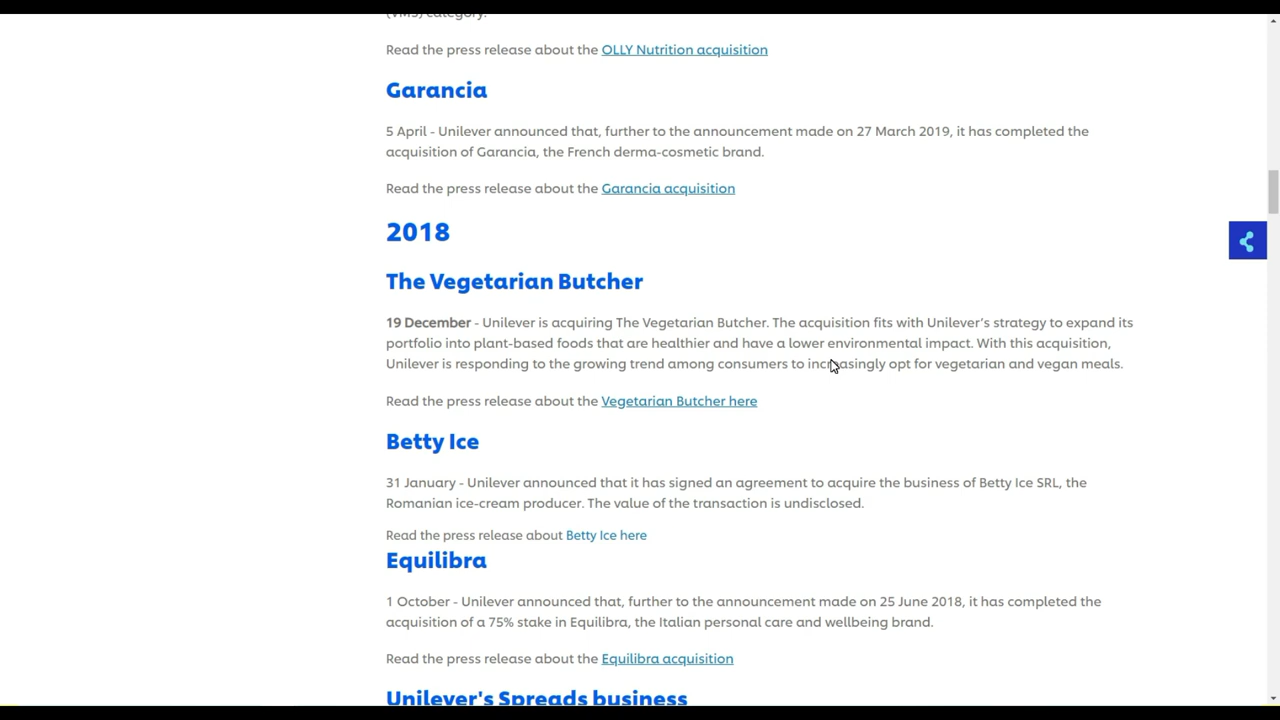 (VMS) category.
Read the press release about the OLLY Nutrition acquisition
Garancia
5 April - Unilever announced that, further to the announcement made on 27 March 2019, it has completed the
acquisition of Garancia, the French derma-cosmetic brand.
Read the press release about the Garancia acquisition
2018
The Vegetarian Butcher
19 December - Unilever is acquiring The Vegetarian Butcher. The acquisition fits with Unilever’s strategy to expand its
portfolio into plant-based foods that are healthier and have a lower environmental impact. With this acquisition,
Unilever is responding to the growing trend among consumers to increasingly opt for vegetarian and vegan meals.
Read the press release about the Vegetarian Butcher here
Betty Ice
31 January - Unilever announced that it has signed an agreement to acquire the business of Betty Ice SRL, the
Romanian ice-cream producer. The value of the transaction is undisclosed.
Read the press release about Betty Ice here
Equilibra
1 October - Unilever announced that, further to the announcement made on 25 June 2018, it has completed the
acquisition of a 75% stake in Equilibra, the Italian personal care and wellbeing brand.
Read the press release about the Equilibra acquisition
Unilever's Spreads business